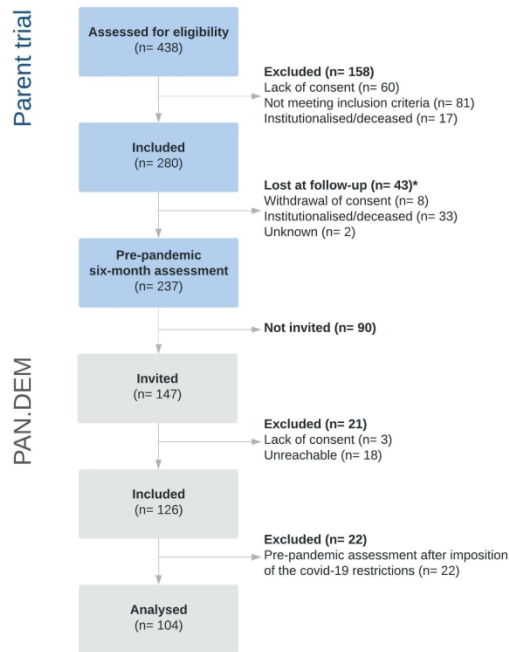 Parent trial
Assessed for eligibility
(n= 438)
Excluded (n= 158)
Lack of consent (n= 60)
Not meeting inclusion criteria (n= 81)
Institutionalised/deceased (n= 17)
Included
(n= 280)
Lost at follow-up (n= 43)*
Withdrawal of consent (n= 8)
Institutionalised/deceased (n= 33)
Unknown (n= 2)
Pre-pandemic
six-month assessment
(n= 237)
Not invited (n= 90)
PAN.DEM
Invited
(n= 147)
Excluded (n= 21)
Lack of consent (n= 3)
Unreachable (n= 18)
Included
(n= 126)
Excluded (n= 22)
Pre-pandemic assessment after imposition
of the covid-19 restrictions (n= 22)
Analysed
(n= 104)